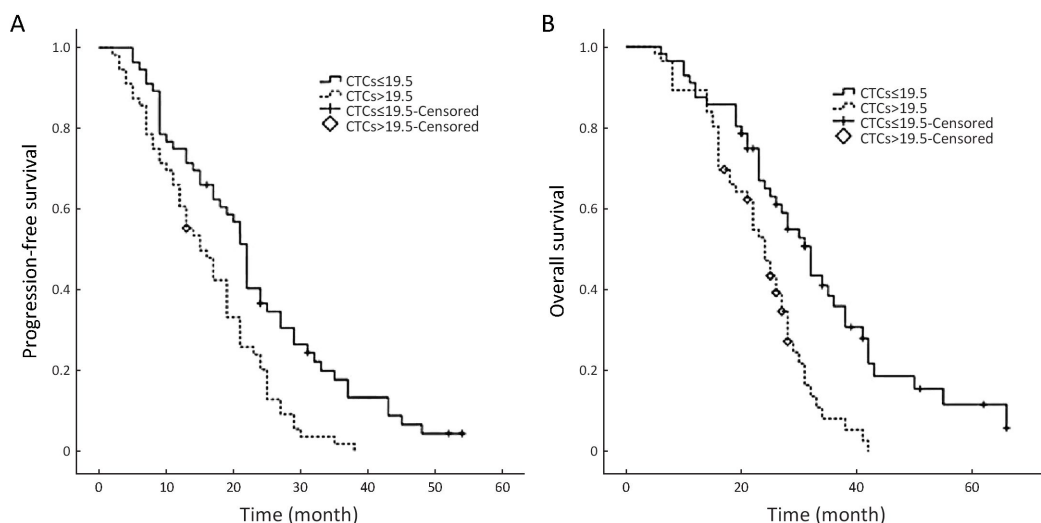 A
Progression-free survival
1.0
0.8
0.6
0.4
0.2
0
CTCs≤19.5
CTCs>19.5
CTCs≤19.5-Censored
CTCs>19.5-Censored
0 10 20 30 40 50 60
Time (month)
B
Overall survival
1.0
0.8
0.6
0.4
0.2
0
CTCs≤19.5
CTCs>19.5
CTCs≤19.5-Censored
CTCs>19.5-Censored
0 20 40 60
Time (month)